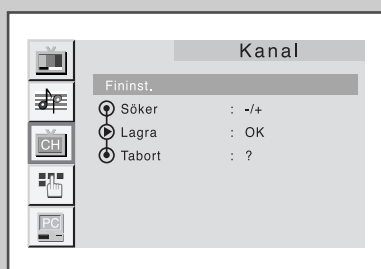 Kanal
Fininst.
Söker : -/+
Lagra : OK
CH
Tabort : ?
PC